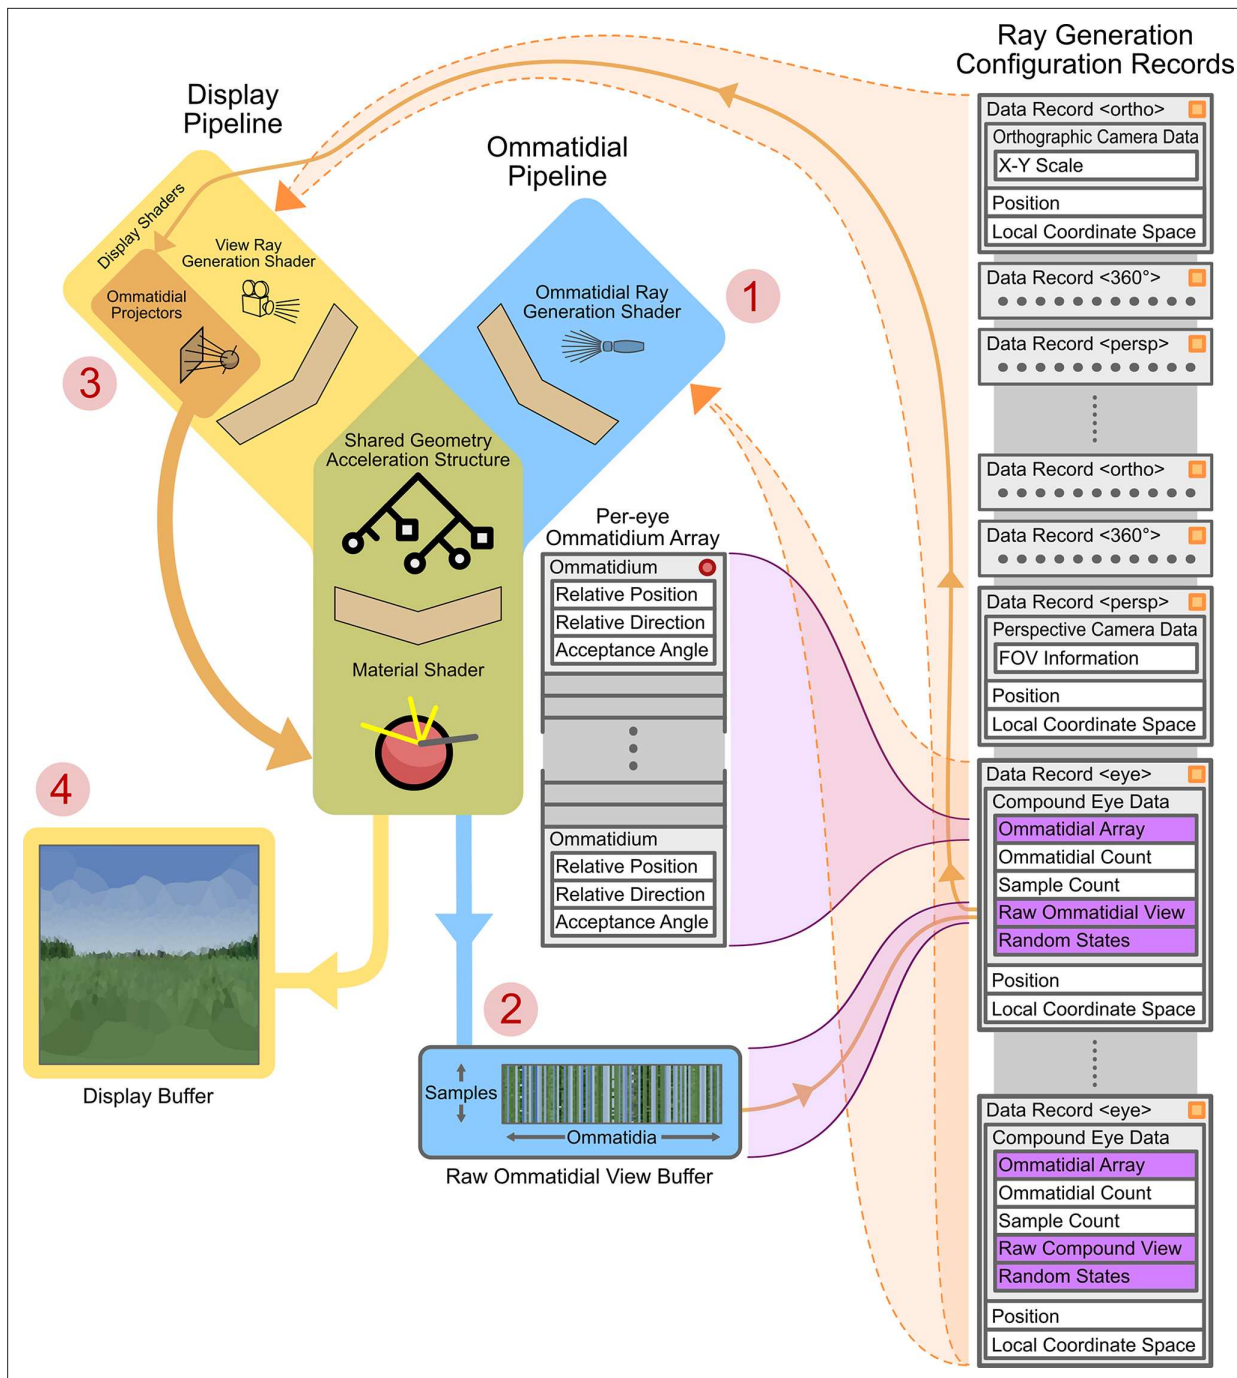 Ray Generation
Configuration Records
Display
Pipeline
Ommatidial
Pipeline
Display Shaders
View Ray
Generation Shader
Ommatidial
Projectors
3
Ommatidial Ray
Generation Shader
1
Shared Geometry
Acceleration Structure
Material Shader
Per-eye
Ommatidium Array
Ommatidium
Relative Position
Relative Direction
Acceptance Angle
Ommatidium
Relative Position
Relative Direction
Acceptance Angle
4
Display Buffer
2
Samples
Ommatidia
Raw Ommatidial View Buffer
Data Record <ortho>
Orthographic Camera Data
X-Y Scale
Position
Local Coordinate Space
Data Record <360°>
Data Record <persp>
Data Record <ortho>
Data Record <360°>
Data Record <persp>
Perspective Camera Data
FOV Information
Position
Local Coordinate Space
Data Record <eye>
Compound Eye Data
Ommatidial Array
Ommatidial Count
Sample Count
Raw Ommatidial View
Random States
Position
Local Coordinate Space
Data Record <eye>
Compound Eye Data
Ommatidial Array
Ommatidial Count
Sample Count
Raw Compound View
Random States
Position
Local Coordinate Space